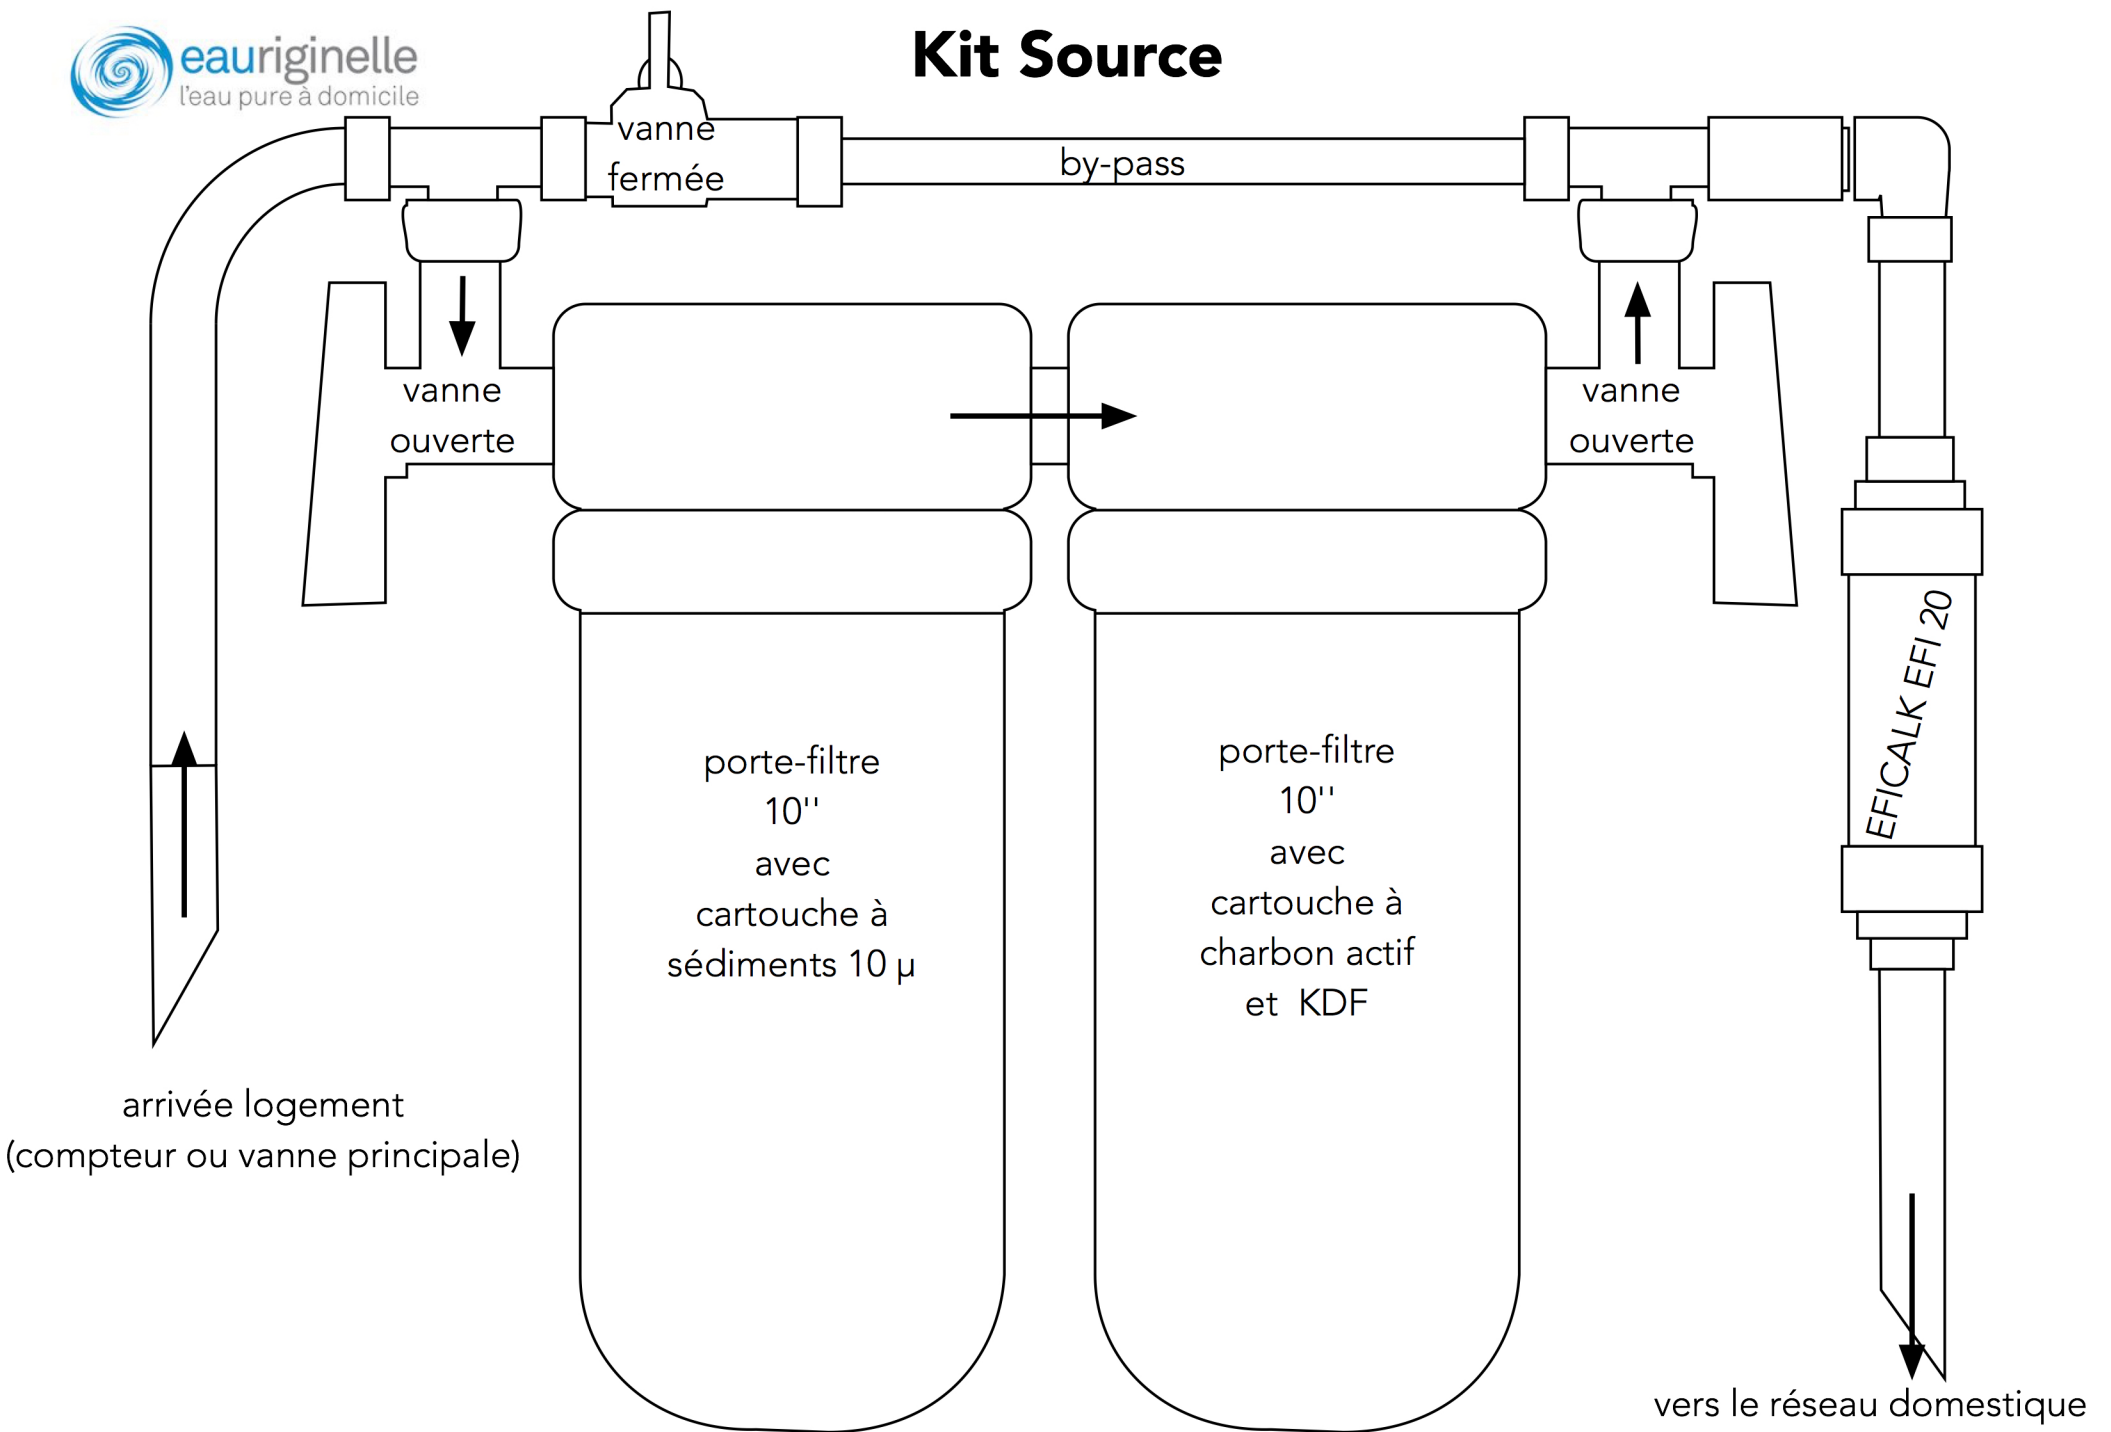 eauriginelle
l'eau pure à domicile
Kit Source
vanne
fermée
by-pass
vanne
ouverte
vanne
ouverte
porte-filtre
10''
avec
cartouche à
sédiments 10 µ
porte-filtre
10''
avec
cartouche à
charbon actif
et KDF
EFICALK EFI 20
arrivée logement
(compteur ou vanne principale)
vers le réseau domestique